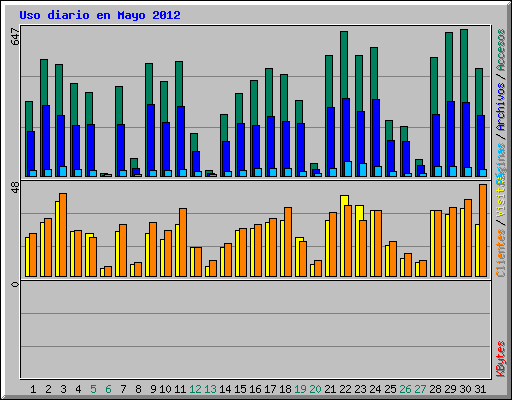 Uso diario en Mayo 2012
647
48
0
Accesos / Archivos / Páginas
Visitas / Clientes
KBytes
1 2 3 4 5 6 7 8 9 10 11 12 13 14 15 16 17 18 19 20 21 22 23 24 25 26 27 28 29 30 31